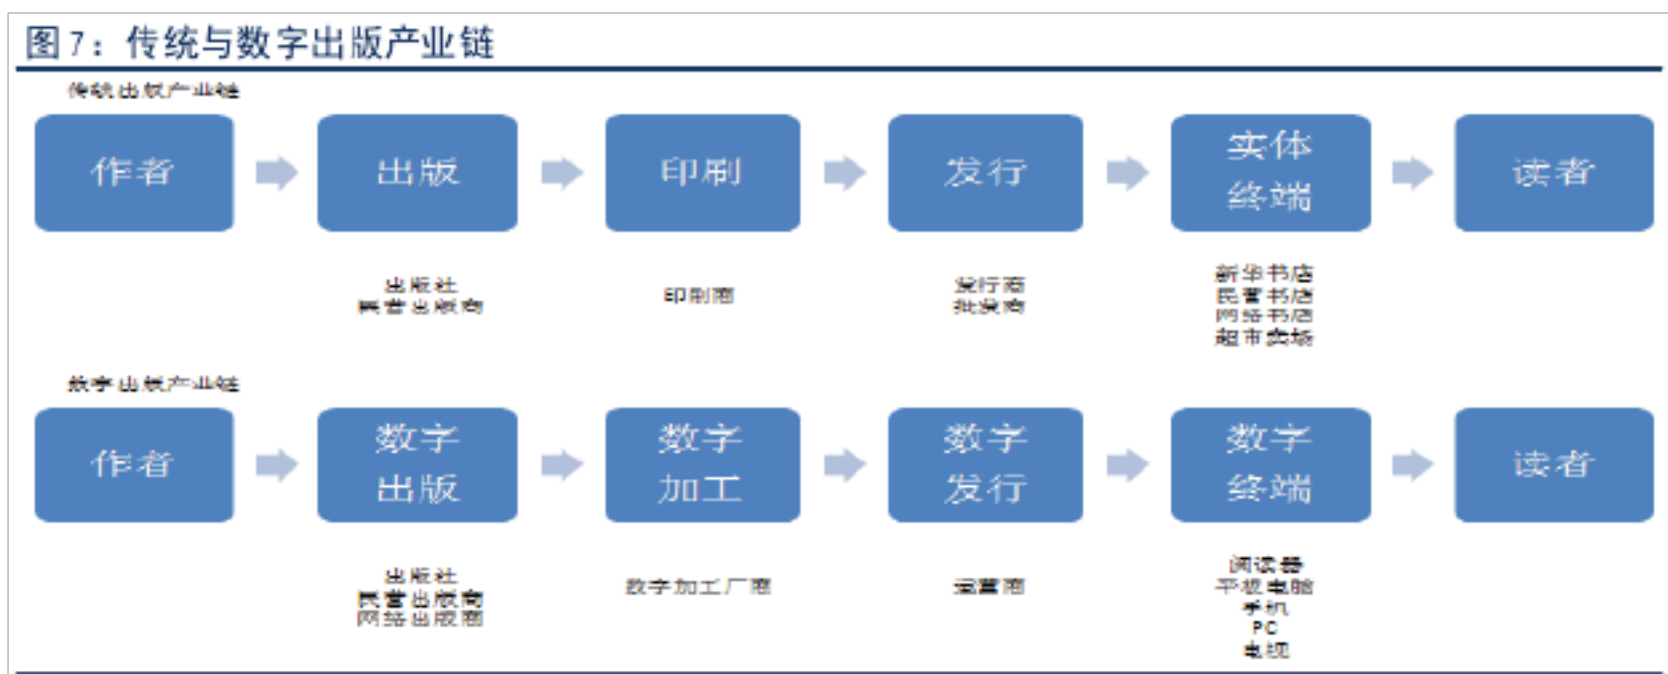 图7：传统与数字出版产业链
传统出版产业链
作者
出版
印刷
发行
实体
终端
读者
出版社
民营出版商
印刷商
发行商
批发商
新华书店
民营书店
网络书店
超市卖场
数字出版产业链
作者
数字
出版
数字
加工
数字
发行
数字
终端
读者
出版社
民营出版商
网络出版商
数字加工厂商
运营商
阅读器
平板电脑
手机
PC
电视